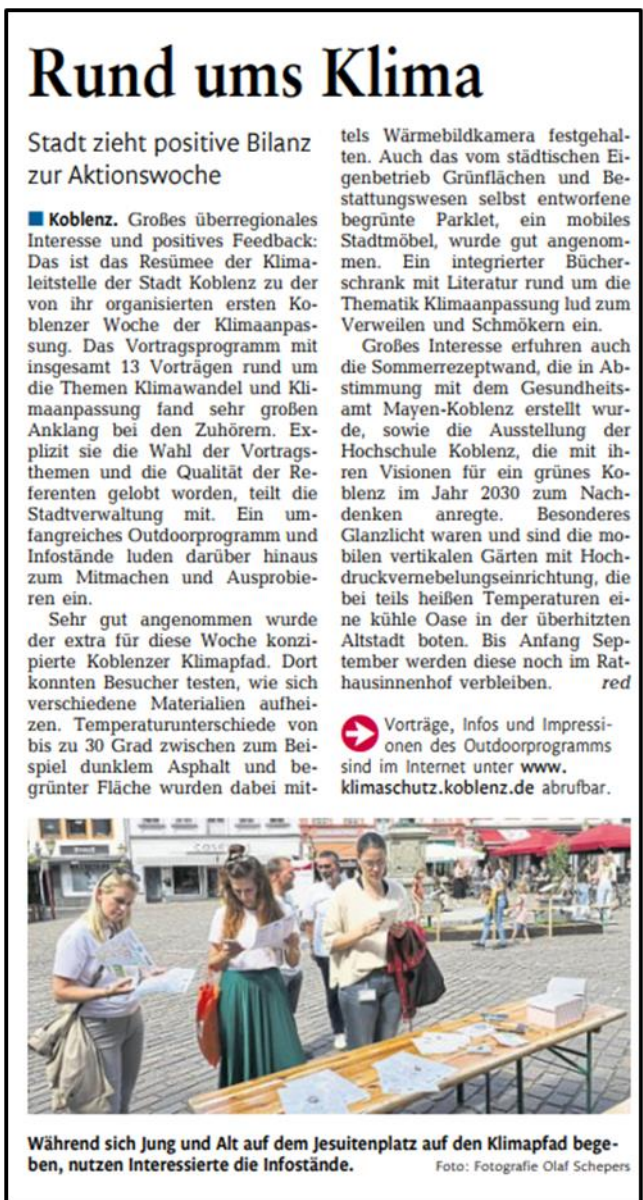 Rund ums Klima
Stadt zieht positive Bilanz
zur Aktionswoche
Koblenz. Großes überregionales
Interesse und positives Feedback:
Das ist das Resümee der Klima-
leitstelle der Stadt Koblenz zu der
von ihr organisierten ersten Ko-
blenzer Woche der Klimaanpas-
sung. Das Vortragsprogramm mit
insgesamt 13 Vorträgen rund um
die Themen Klimawandel und Kli-
maanpassung fand sehr großen
Anklang bei den Zuhörern. Ex-
plizit sie die Wahl der Vortrags-
themen und die Qualität der Re-
ferenten gelobt worden, teilt die
Stadtverwaltung mit. Ein um-
fangreiches Outdoorprogramm und
Infostände luden darüber hinaus
zum Mitmachen und Ausprobie-
ren ein.
Sehr gut angenommen wurde
der extra für diese Woche konzi-
pierte Koblenzer Klimapfad. Dort
konnten Besucher testen, wie sich
verschiedene Materialien aufhei-
zen. Temperaturunterschiede von
bis zu 30 Grad zwischen zum Bei-
spiel dunklem Asphalt und be-
grünter Fläche wurden dabei mit-
tels Wärmebildkamera festgehal-
ten. Auch das vom städtischen Ei-
genbetrieb Grünflächen und Be-
stattungswesen selbst entworfene
begrünte Parklet, ein mobiles
Stadtmöbel, wurde gut angenom-
men. Ein integrierter Bücher-
schrank mit Literatur rund um die
Thematik Klimaanpassung lud zum
Verweilen und Schmökern ein.
Großes Interesse erfuhren auch
die Sommerrezeptwand, die in Ab-
stimmung mit dem Gesundheits-
amt Mayen-Koblenz erstellt wur-
de, sowie die Ausstellung der
Hochschule Koblenz, die mit ih-
ren Visionen für ein grünes Ko-
blenz im Jahr 2030 zum Nach-
denken anregte. Besonderes
Glanzlicht waren und sind die mo-
bilen vertikalen Gärten mit Hoch-
druckvernebelungseinrichtung, die
bei teils heißen Temperaturen ei-
ne kühle Oase in der überhitzten
Altstadt boten. Bis Anfang Sep-
tember werden diese noch im Rat-
hausinnenhof verbleiben. red
Vorträge, Infos und Impressi-
onen des Outdoorprogramms
sind im Internet unter www.
klimaschutz.koblenz.de abrufbar.
Während sich Jung und Alt auf dem Jesuitenplatz auf den Klimapfad bege-
ben, nutzen Interessierte die Infostände. Foto: Fotografie Olaf Schepers